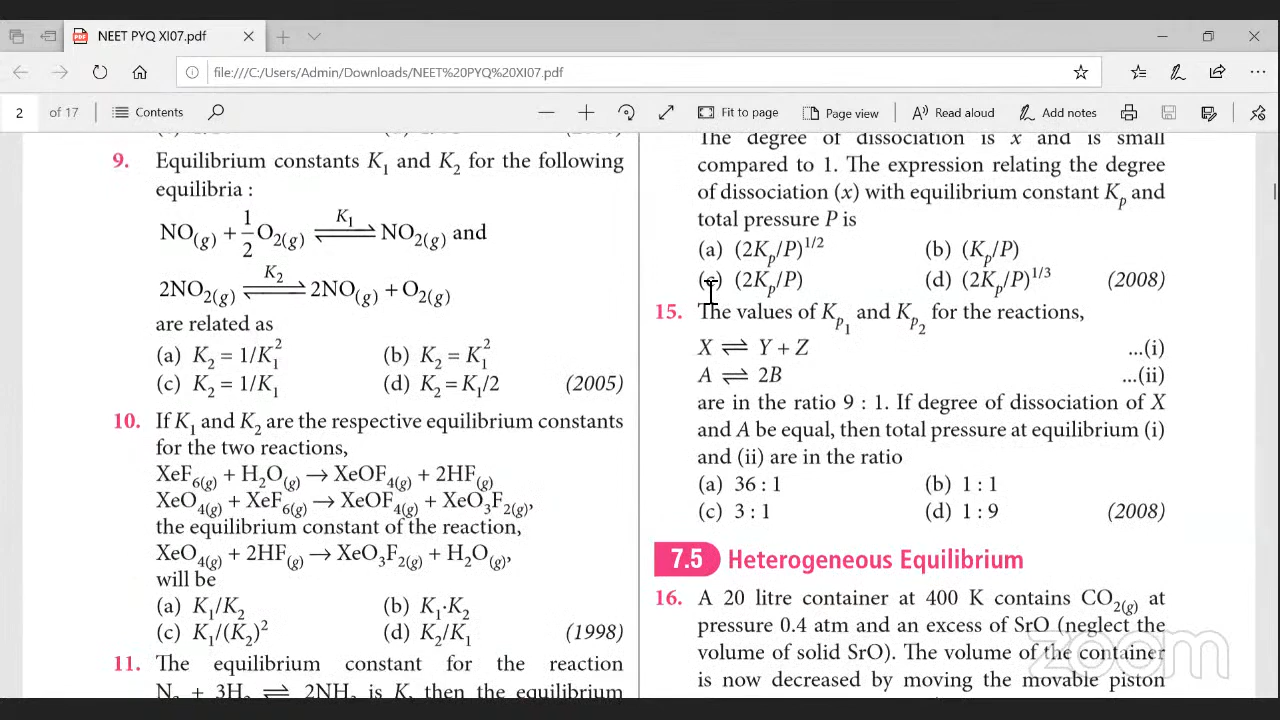 NEET PYQ XI07.pdf
file:///C:/Users/Admin/Downloads/NEET%20PYQ%20XI07.pdf
2 of 17 Contents Fit to page Page view Read aloud Add notes
9. Equilibrium constants K₁ and K₂ for the following
equilibria :
NO(g) + 1/2 O₂(g) ⇌ NO₂(g) and
K₁
2NO₂(g) ⇌ 2NO(g) + O₂(g)
K₂
are related as
(a) K₂ = 1/K₁² (b) K₂ = K₁²
(c) K₂ = 1/K₁ (d) K₂ = K₁/2 (2005)
10. If K₁ and K₂ are the respective equilibrium constants
for the two reactions,
XeF₆(g) + H₂O(g) → XeOF₄(g) + 2HF(g)
XeO₄(g) + XeF₆(g) → XeOF₄(g) + XeO₃F₂(g),
the equilibrium constant of the reaction,
XeO₄(g) + 2HF(g) → XeO₃F₂(g) + H₂O(g),
will be
(a) K₁/K₂ (b) K₁·K₂
(c) K₁/(K₂)² (d) K₂/K₁ (1998)
11. The equilibrium constant for the reaction
N₂ + 3H₂ ⇌ 2NH₃ is K, then the equilibrium
The degree of dissociation is x and is small
compared to 1. The expression relating the degree
of dissociation (x) with equilibrium constant Kp and
total pressure P is
(a) (2Kp/P)^1/2 (b) (Kp/P)
(c) (2Kp/P) (d) (2Kp/P)^1/3 (2008)
15. The values of Kp₁ and Kp₂ for the reactions,
X ⇌ Y + Z ...(i)
A ⇌ 2B ...(ii)
are in the ratio 9 : 1. If degree of dissociation of X
and A be equal, then total pressure at equilibrium (i)
and (ii) are in the ratio
(a) 36 : 1 (b) 1 : 1
(c) 3 : 1 (d) 1 : 9 (2008)
7.5 Heterogeneous Equilibrium
16. A 20 litre container at 400 K contains CO₂(g) at
pressure 0.4 atm and an excess of SrO (neglect the
volume of solid SrO). The volume of the container
is now decreased by moving the movable piston
zoom